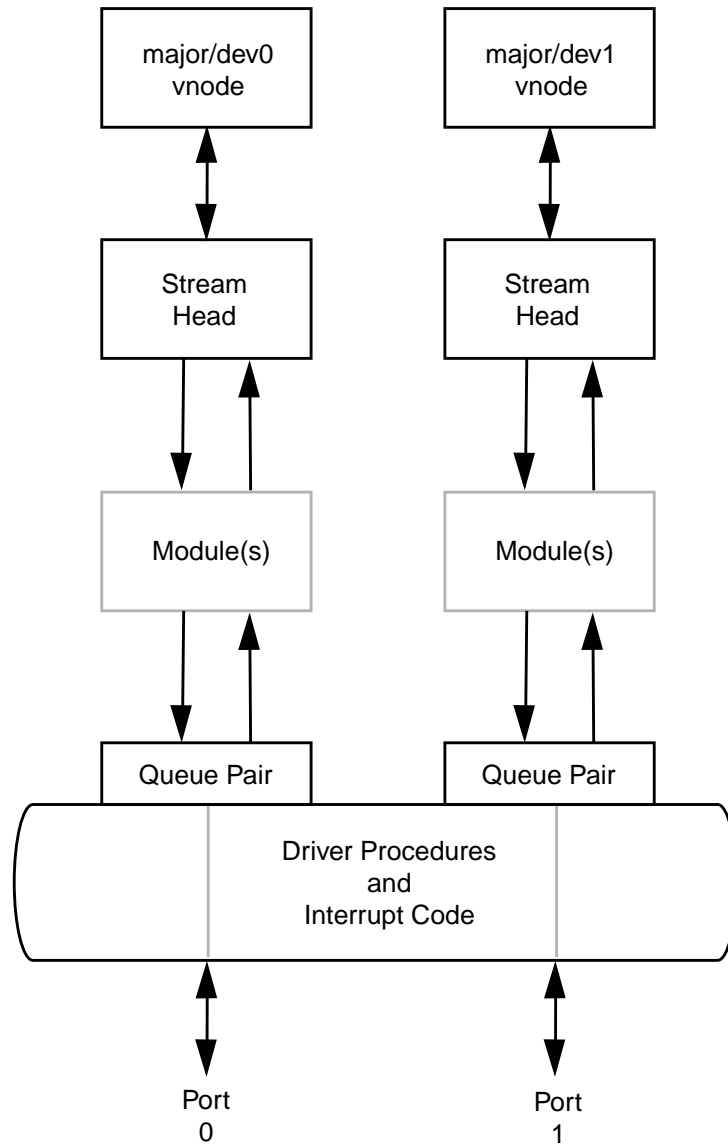 major/dev0
vnode
major/dev1
vnode
Stream
Head
Stream
Head
Module(s)
Module(s)
Queue Pair
Queue Pair
Driver Procedures
and
Interrupt Code
Port
0
Port
1